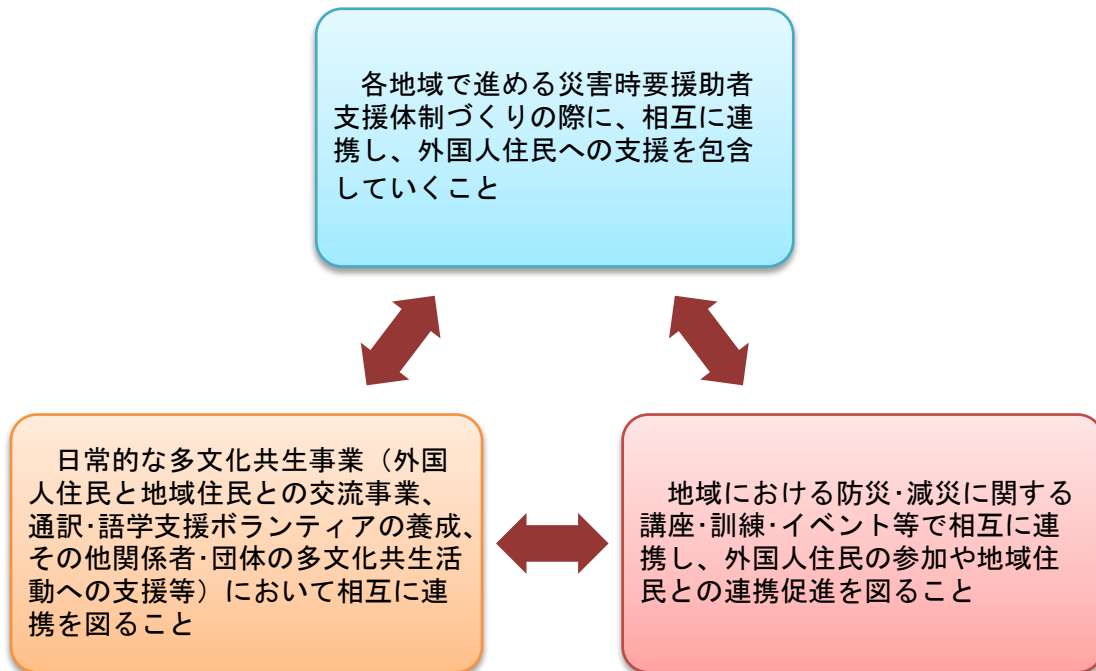 各地域で進める災害時要援助者
支援体制づくりの際に、相互に連
携し、外国人住民への支援を包含
していくこと
日常的な多文化共生事業（外国
人住民と地域住民との交流事業、
通訳･語学支援ボランティアの養成、
その他関係者･団体の多文化共生活
動への支援等）において相互に連
携を図ること
地域における防災･減災に関する
講座･訓練･イベント等で相互に連
携し、外国人住民の参加や地域住
民との連携促進を図ること